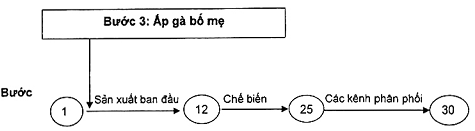 Bước 3: Ấp gà bố mẹ
Bước
1
Sản xuất ban đầu
12
Chế biến
25
Các kênh phân phối
30